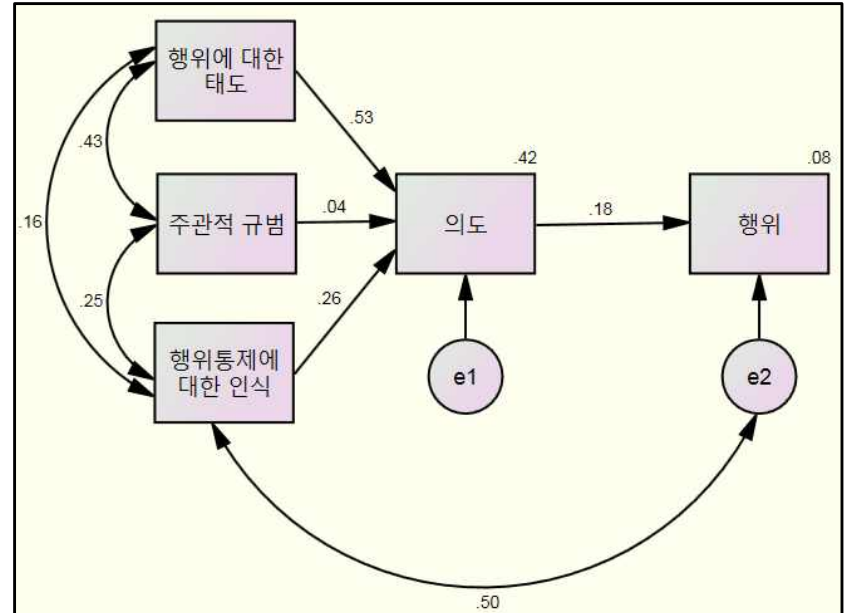 행위에 대한
태도
.53
.43
.42
.08
주관적 규범
.04
의도
.18
행위
.16
.25
.26
행위통제에
대한 인식
e1
e2
.50